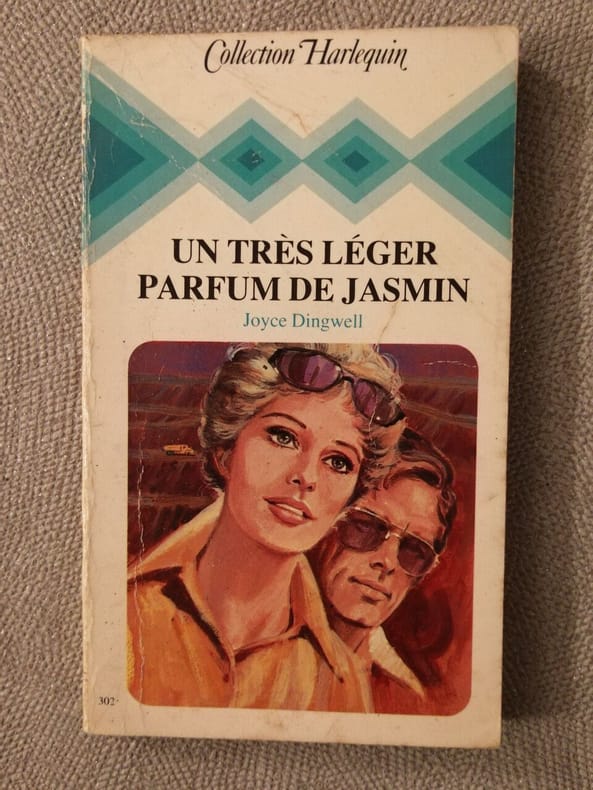 Collection Harlequin
UN TRÈS LÉGER
PARFUM DE JASMIN
Joyce Dingwell
302